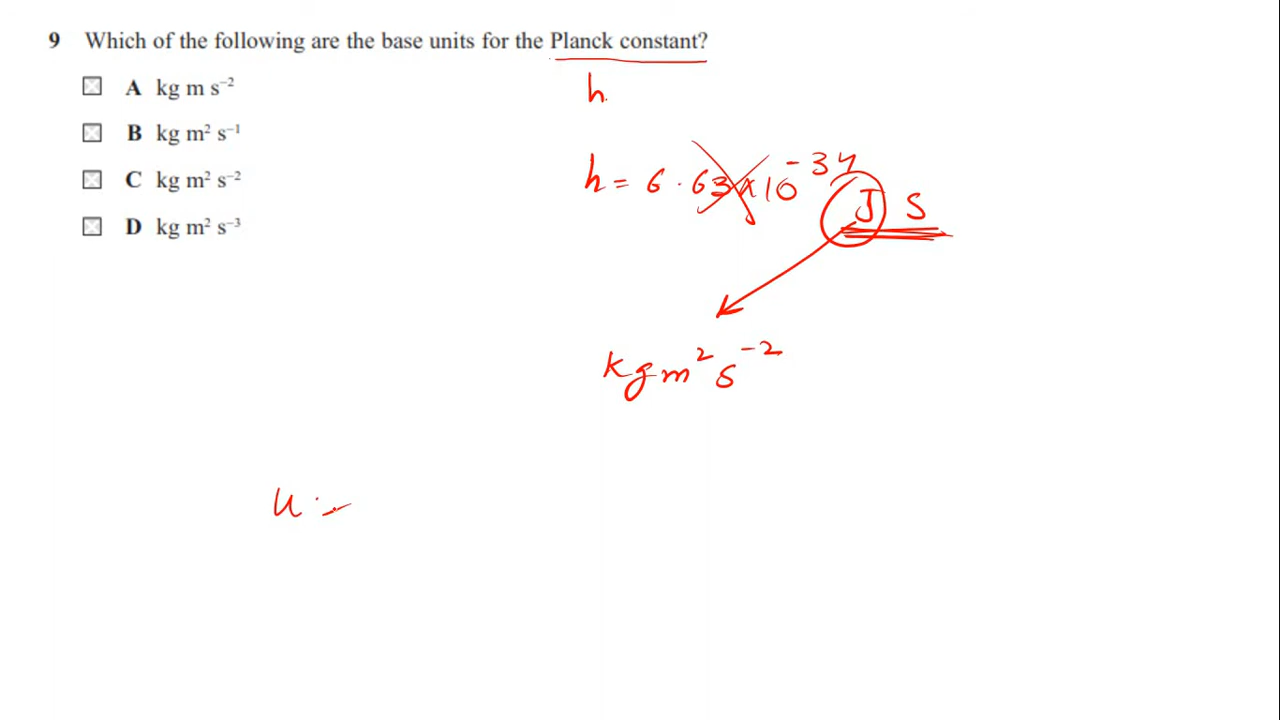 9 Which of the following are the base units for the Planck constant?
A kg m s⁻²
B kg m² s⁻¹
C kg m² s⁻²
D kg m² s⁻³
h
h = 6.63 x 10⁻³⁴ J s
kg m² s⁻²
u =